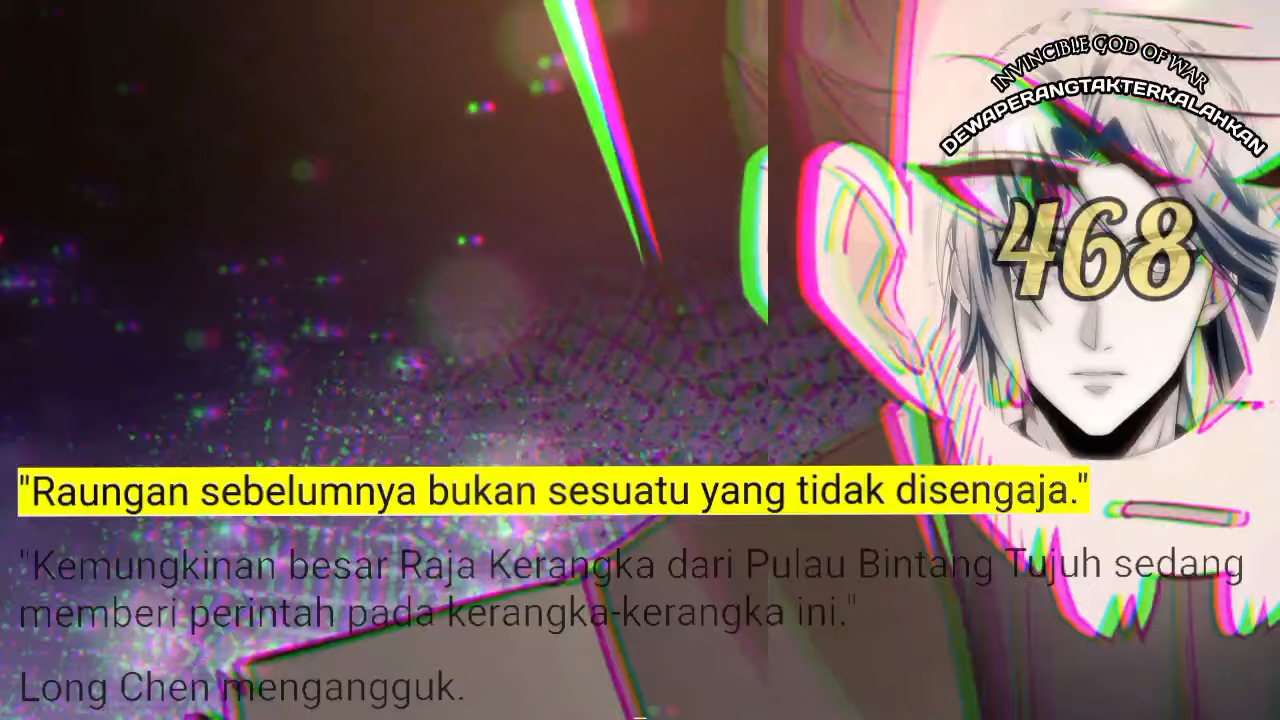 INVINCIBLE GOD OF WAR
DEWAPERANGTAKTERKALAHKAN
468
"Raungan sebelumnya bukan sesuatu yang tidak disengaja."
"Kemungkinan besar Raja Kerangka dari Pulau Bintang Tujuh sedang
memberi perintah pada kerangka-kerangka ini."
Long Chen mengangguk.